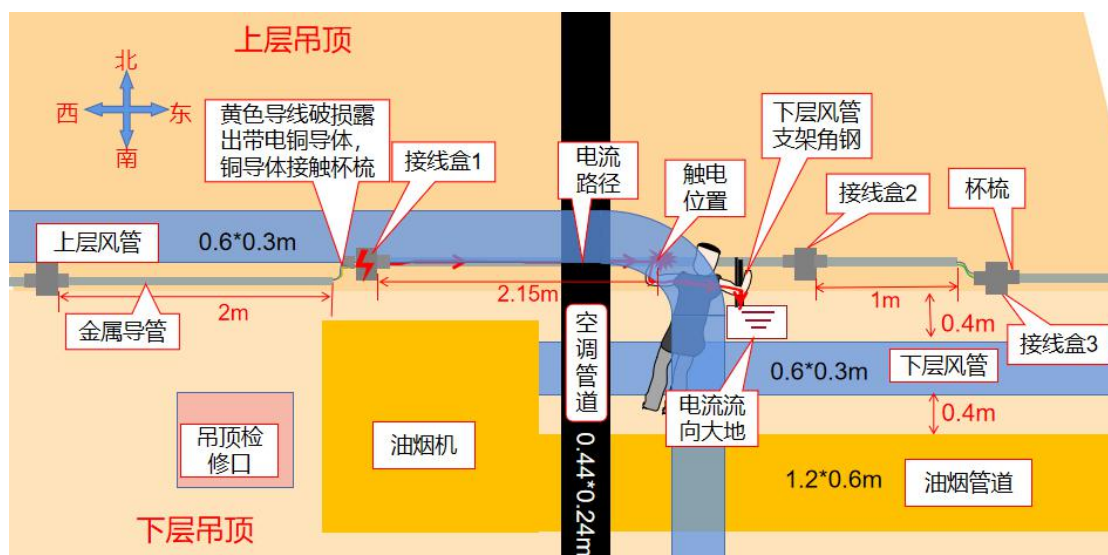 上层吊顶
北
西
东
南
黄色导线破损露
出带电铜导体，
铜导体接触杯梳
接线盒1
电流
路径
触电
位置
下层风管
支架角钢
接线盒2
杯梳
上层风管
0.6*0.3m
2m
2.15m
1m
金属导管
0.4m
接线盒3
空
调
管
道
0.44*0.24m
0.6*0.3m
下层风管
电流流
向大地
0.4m
吊顶检
修口
油烟机
1.2*0.6m
油烟管道
下层吊顶